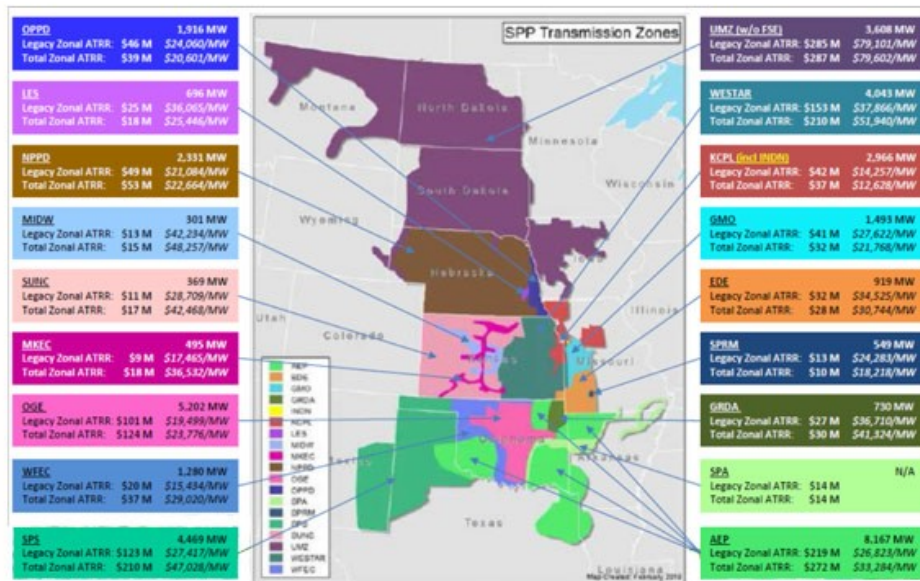 OPPD 1,916 MW
Legacy Zonal ATRR: $46 M $24,060/MW
Total Zonal ATRR: $39 M $20,601/MW
LES 696 MW
Legacy Zonal ATRR: $25 M $36,065/MW
Total Zonal ATRR: $18 M $25,446/MW
NPPD 2,331 MW
Legacy Zonal ATRR: $49 M $21,084/MW
Total Zonal ATRR: $53 M $22,664/MW
MIDW 301 MW
Legacy Zonal ATRR: $13 M $42,234/MW
Total Zonal ATRR: $15 M $48,257/MW
SUNC 369 MW
Legacy Zonal ATRR: $11 M $28,709/MW
Total Zonal ATRR: $17 M $42,468/MW
MKEC 495 MW
Legacy Zonal ATRR: $9 M $17,465/MW
Total Zonal ATRR: $18 M $36,532/MW
OGE 5,202 MW
Legacy Zonal ATRR: $101 M $19,499/MW
Total Zonal ATRR: $124 M $23,776/MW
WFEC 1,280 MW
Legacy Zonal ATRR: $20 M $15,434/MW
Total Zonal ATRR: $37 M $29,020/MW
SPS 4,469 MW
Legacy Zonal ATRR: $123 M $27,417/MW
Total Zonal ATRR: $210 M $47,028/MW
SPP Transmission Zones
Montana
North Dakota
Minnesota
South Dakota
Wisconsin
Wyoming
Iowa
Nebraska
Illinois
Utah
Colorado
Kansas
Missouri
Oklahoma
Arkansas
Texas
Louisiana
AEP
EDE
GMO
GRDA
INDN
KCPL
LES
MIDW
MKEC
NPPD
OGE
OPPD
SPA
SPRM
SPS
SUNC
UMZ
WESTAR
WFEC
Map Created: February
UMZ (w/o FSE) 3,608 MW
Legacy Zonal ATRR: $285 M $79,101/MW
Total Zonal ATRR: $287 M $79,602/MW
WESTAR 4,043 MW
Legacy Zonal ATRR: $153 M $37,866/MW
Total Zonal ATRR: $210 M $51,940/MW
KCPL (incl INDN) 2,966 MW
Legacy Zonal ATRR: $42 M $14,257/MW
Total Zonal ATRR: $37 M $12,628/MW
GMO 1,493 MW
Legacy Zonal ATRR: $41 M $27,622/MW
Total Zonal ATRR: $32 M $21,768/MW
EDE 919 MW
Legacy Zonal ATRR: $32 M $34,525/MW
Total Zonal ATRR: $28 M $30,744/MW
SPRM 549 MW
Legacy Zonal ATRR: $13 M $24,283/MW
Total Zonal ATRR: $10 M $18,218/MW
GRDA 730 MW
Legacy Zonal ATRR: $27 M $36,710/MW
Total Zonal ATRR: $30 M $41,324/MW
SPA N/A
Legacy Zonal ATRR: $14 M
Total Zonal ATRR: $14 M
AEP 8,167 MW
Legacy Zonal ATRR: $219 M $26,823/MW
Total Zonal ATRR: $272 M $33,284/MW